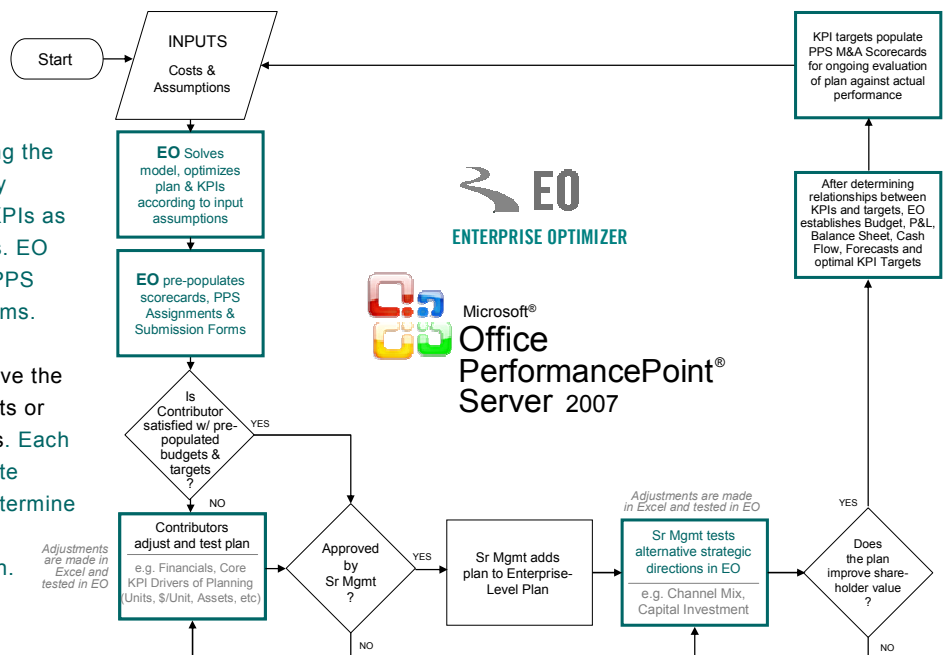 Start
INPUTS
Costs &
Assumptions
EO Solves
model, optimizes
plan & KPIs
according to input
assumptions
EO pre-populates
scorecards, PPS
Assignments &
Submission Forms
Is
Contributor
satisfied w/ pre-
populated
budgets &
targets
?
YES
NO
Contributors
adjust and test plan
e.g. Financials, Core
KPI Drivers of Planning
(Units, $/Unit, Assets, etc)
Adjustments
are made in
Excel and
tested in EO
Approved
by
Sr Mgmt
?
YES
NO
Sr Mgmt adds
plan to Enterprise-
Level Plan
Adjustments are made
in Excel and tested in EO
Sr Mgmt tests
alternative strategic
directions in EO
e.g. Channel Mix,
Capital Investment
Does
the plan
improve share-
holder value
?
YES
NO
After determining
relationships between
KPIs and targets, EO
establishes Budget, P&L,
Balance Sheet, Cash
Flow, Forecasts and
optimal KPI Targets
KPI targets populate
PPS M&A Scorecards
for ongoing evaluation
of plan against actual
performance
EO
ENTERPRISE OPTIMIZER
Microsoft®
Office
PerformancePoint®
Server 2007
the
KPIs as
EO
PPS
the
or
Each